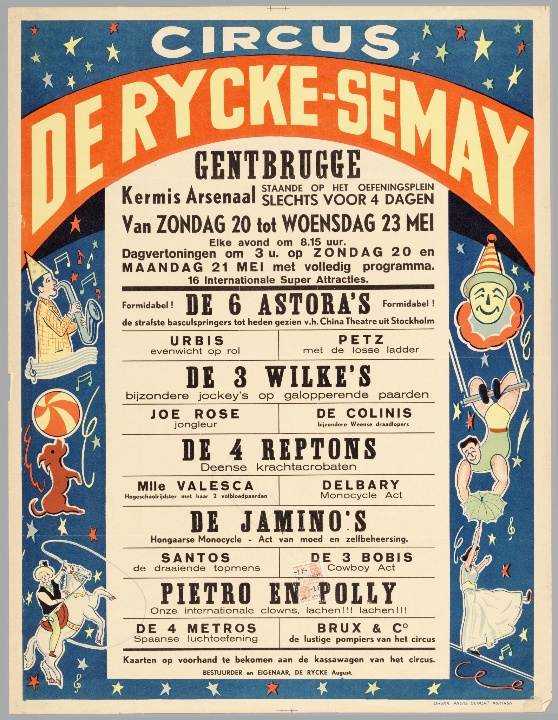 CIRCUS
DE RYCKE-SEMAY
GENTBRUGGE
Kermis Arsenaal
STAANDE OP HET OEFENINGSPLEIN
SLECHTS VOOR 4 DAGEN
Van ZONDAG 20 tot WOENSDAG 23 MEI
Elke avond om 8.15 uur.
Dagvertoningen om 3 u. op ZONDAG 20 en
MAANDAG 21 MEI met volledig programma.
16 Internationale Super Attracties.
Formidabel! DE 6 ASTORA'S Formidabel!
de strafste basculspringers tot heden gezien v.h. China Theatre uit Stockholm
URBIS
evenwicht op rol
PETZ
met de losse ladder
DE 3 WILKE'S
bijzondere jockey's op galopperende paarden
JOE ROSE
jongleur
DE COLINIS
bijzondere Weense draadlopers
DE 4 REPTONS
Deense krachtacrobaten
Mlle VALESCA
Hogeschoolrijdster met haar 2 volbloedpaarden
DELBARY
Monocycle Act
DE JAMINO'S
Hongaarse Monocycle - Act van moed en zelfbeheersing.
SANTOS
de draaiende topmens
DE 3 BOBIS
Cowboy Act
PIETRO EN POLLY
Onze internationale clowns, lachen!!! lachen!!!
DE 4 METROS
Spaanse luchtoefening
BRUX & Cº
de lustige pompiers van het circus
Kaarten op voorhand te bekomen aan de kassawagen van het circus.
BESTUURDER en EIGENAAR, DE RYCKE August.